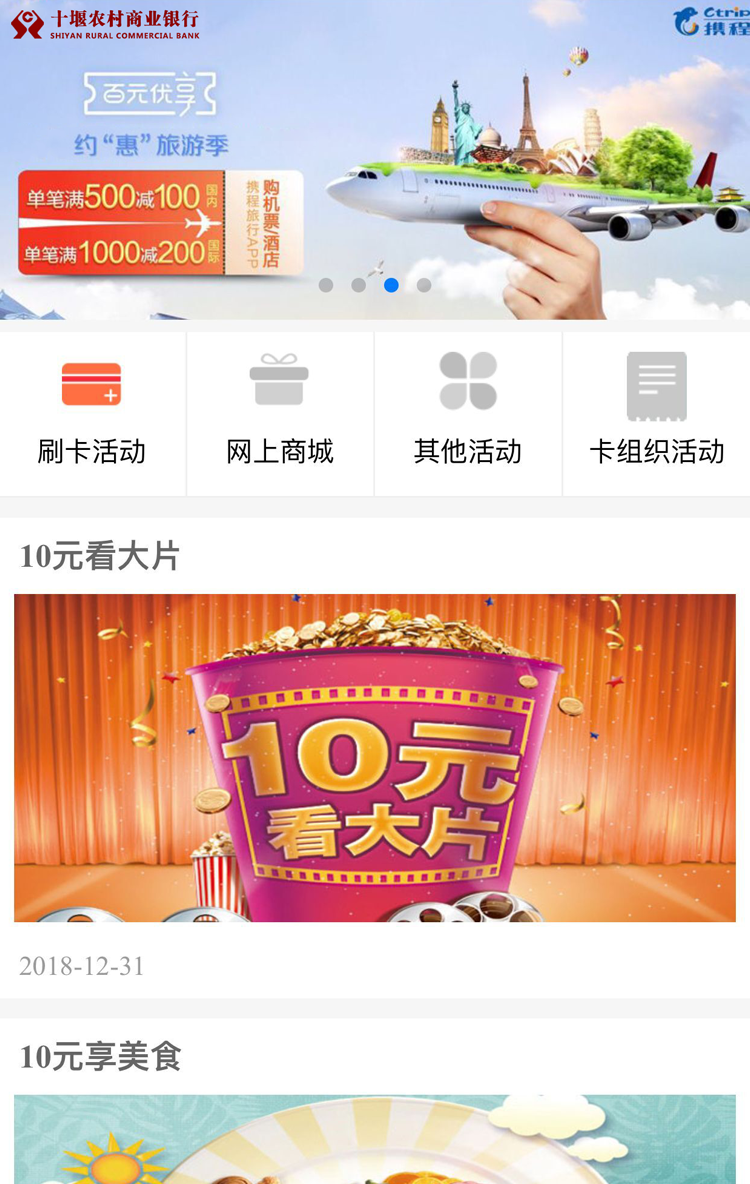 十堰农村商业银行
SHIYAN RURAL COMMERCIAL BANK
Ctrip
携程
百元优享
约“惠”旅游季
单笔满500减100 国内
单笔满1000减200 国际
购机票/酒店
携程旅行APP
刷卡活动
网上商城
其他活动
卡组织活动
10元看大片
10元
看大片
2018-12-31
10元享美食